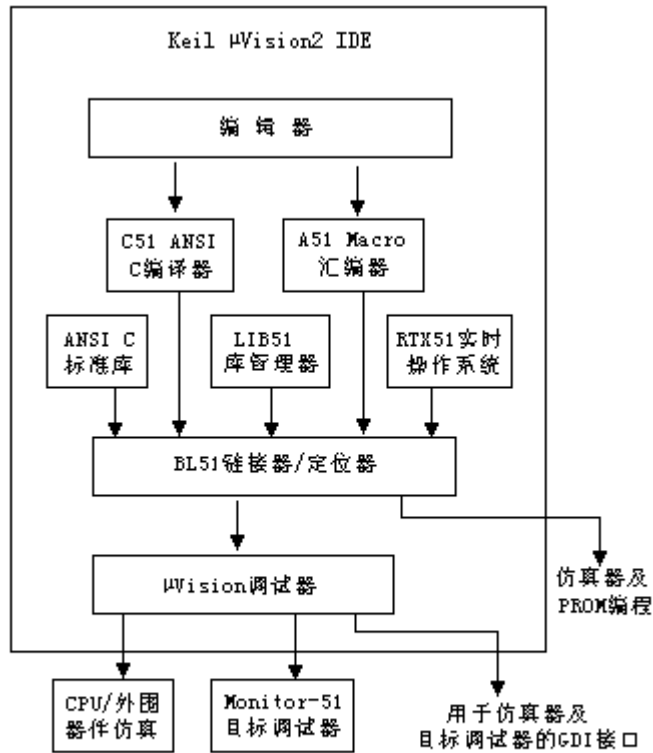 Keil μVision2 IDE
编 辑 器
C51 ANSI
C编译器
A51 Macro
汇编器
ANSI C
标准库
LIB51
库管理器
RTX51实时
操作系统
BL51链接器/定位器
μVision调试器
仿真器及
PROM编程
CPU/外围
器件仿真
Monitor-51
目标调试器
用于仿真器及
目标调试器的GDI接口